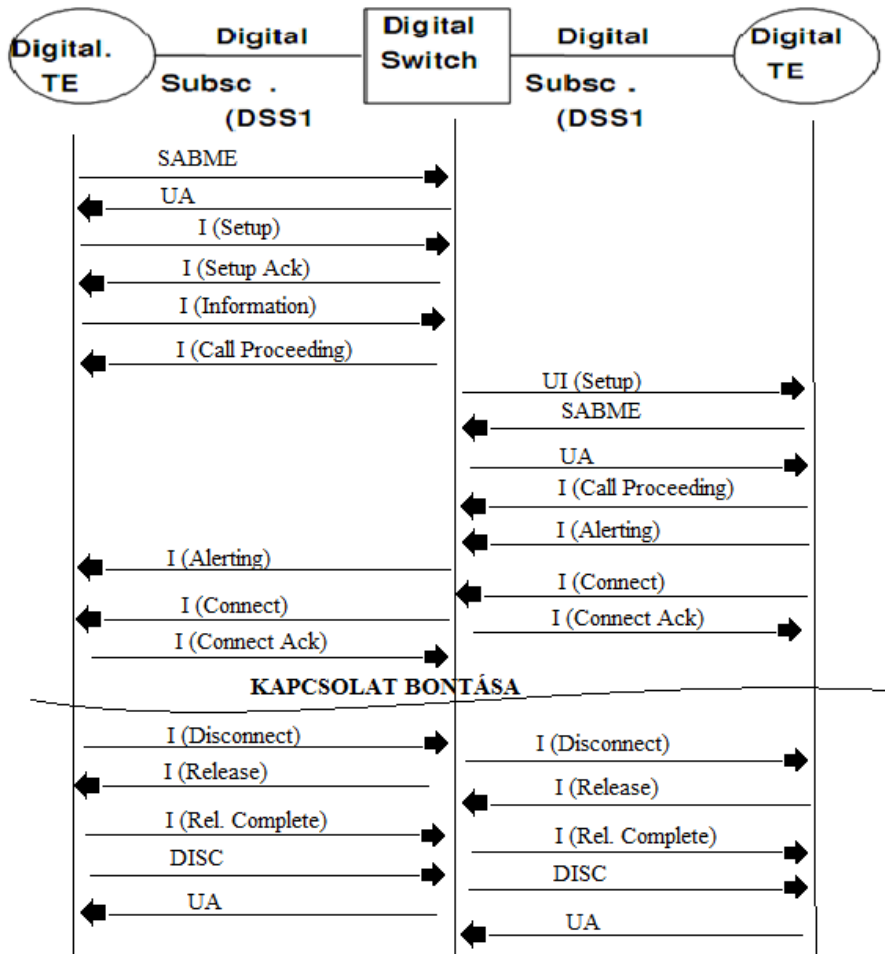 Digital.
TE
Digital
Subsc .
(DSS1
Digital
Switch
Digital
Subsc .
(DSS1
Digital
TE
SABME
UA
I (Setup)
I (Setup Ack)
I (Information)
I (Call Proceeding)
UI (Setup)
SABME
UA
I (Call Proceeding)
I (Alerting)
I (Alerting)
I (Connect)
I (Connect)
I (Connect Ack)
I (Connect Ack)
KAPCSOLAT BONTÁSA
I (Disconnect)
I (Disconnect)
I (Release)
I (Release)
I (Rel. Complete)
I (Rel. Complete)
DISC
DISC
UA
UA